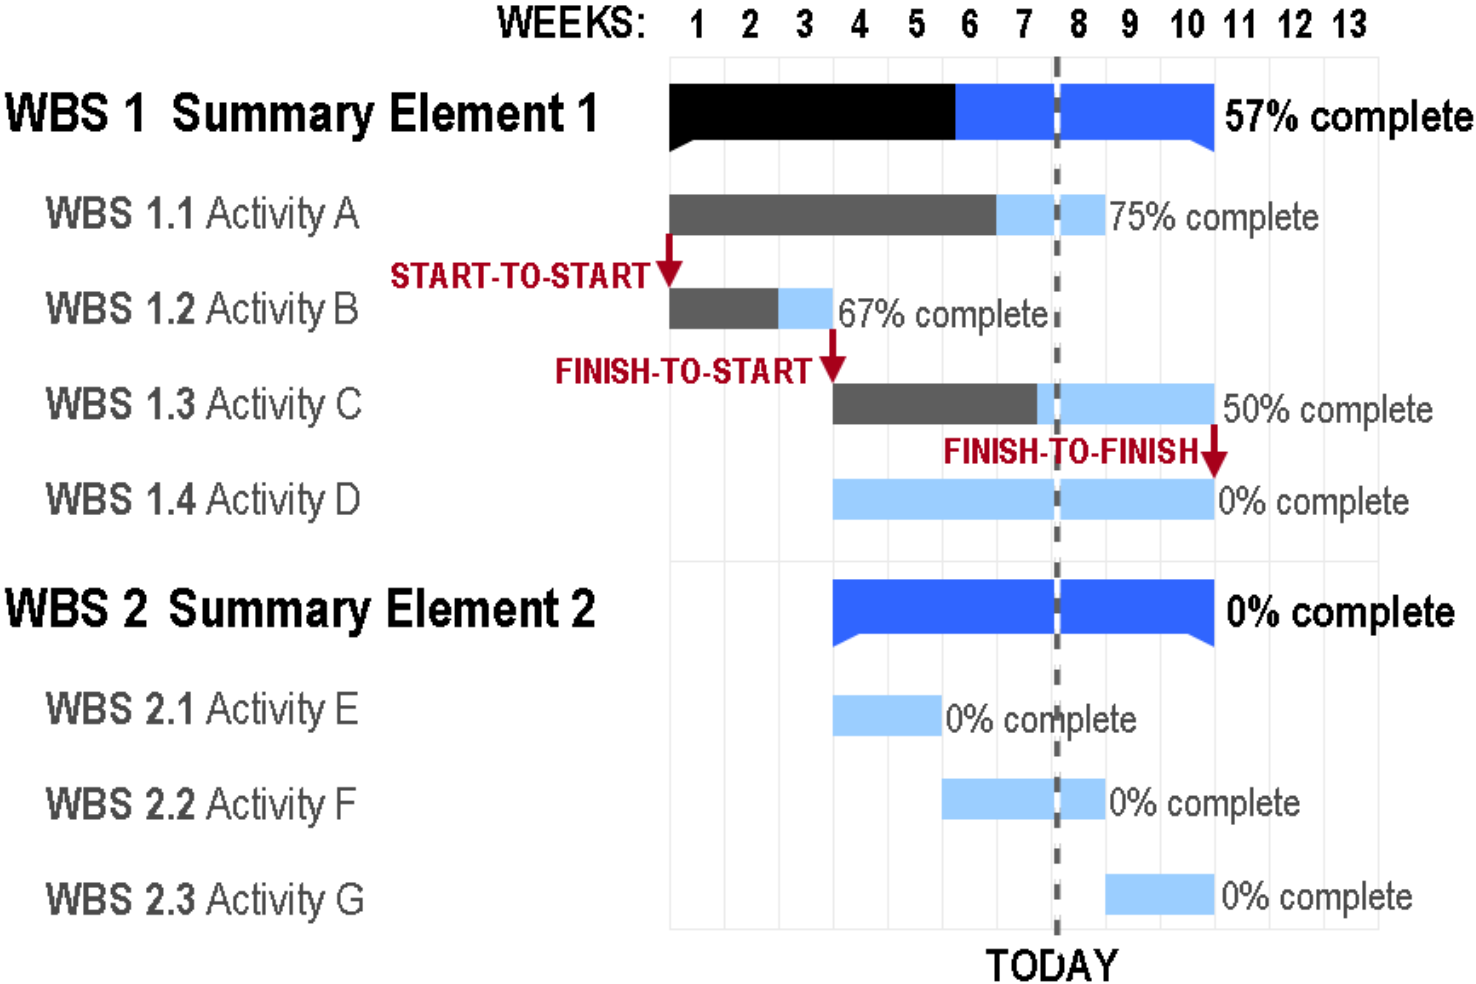 WEEKS: 1 2 3 4 5 6 7 8 9 10 11 12 13
WBS 1 Summary Element 1 57% complete
WBS 1.1 Activity A 75% complete
START-TO-START
WBS 1.2 Activity B 67% complete
FINISH-TO-START
WBS 1.3 Activity C 50% complete
FINISH-TO-FINISH
WBS 1.4 Activity D 0% complete
WBS 2 Summary Element 2 0% complete
WBS 2.1 Activity E 0% complete
WBS 2.2 Activity F 0% complete
WBS 2.3 Activity G 0% complete
TODAY